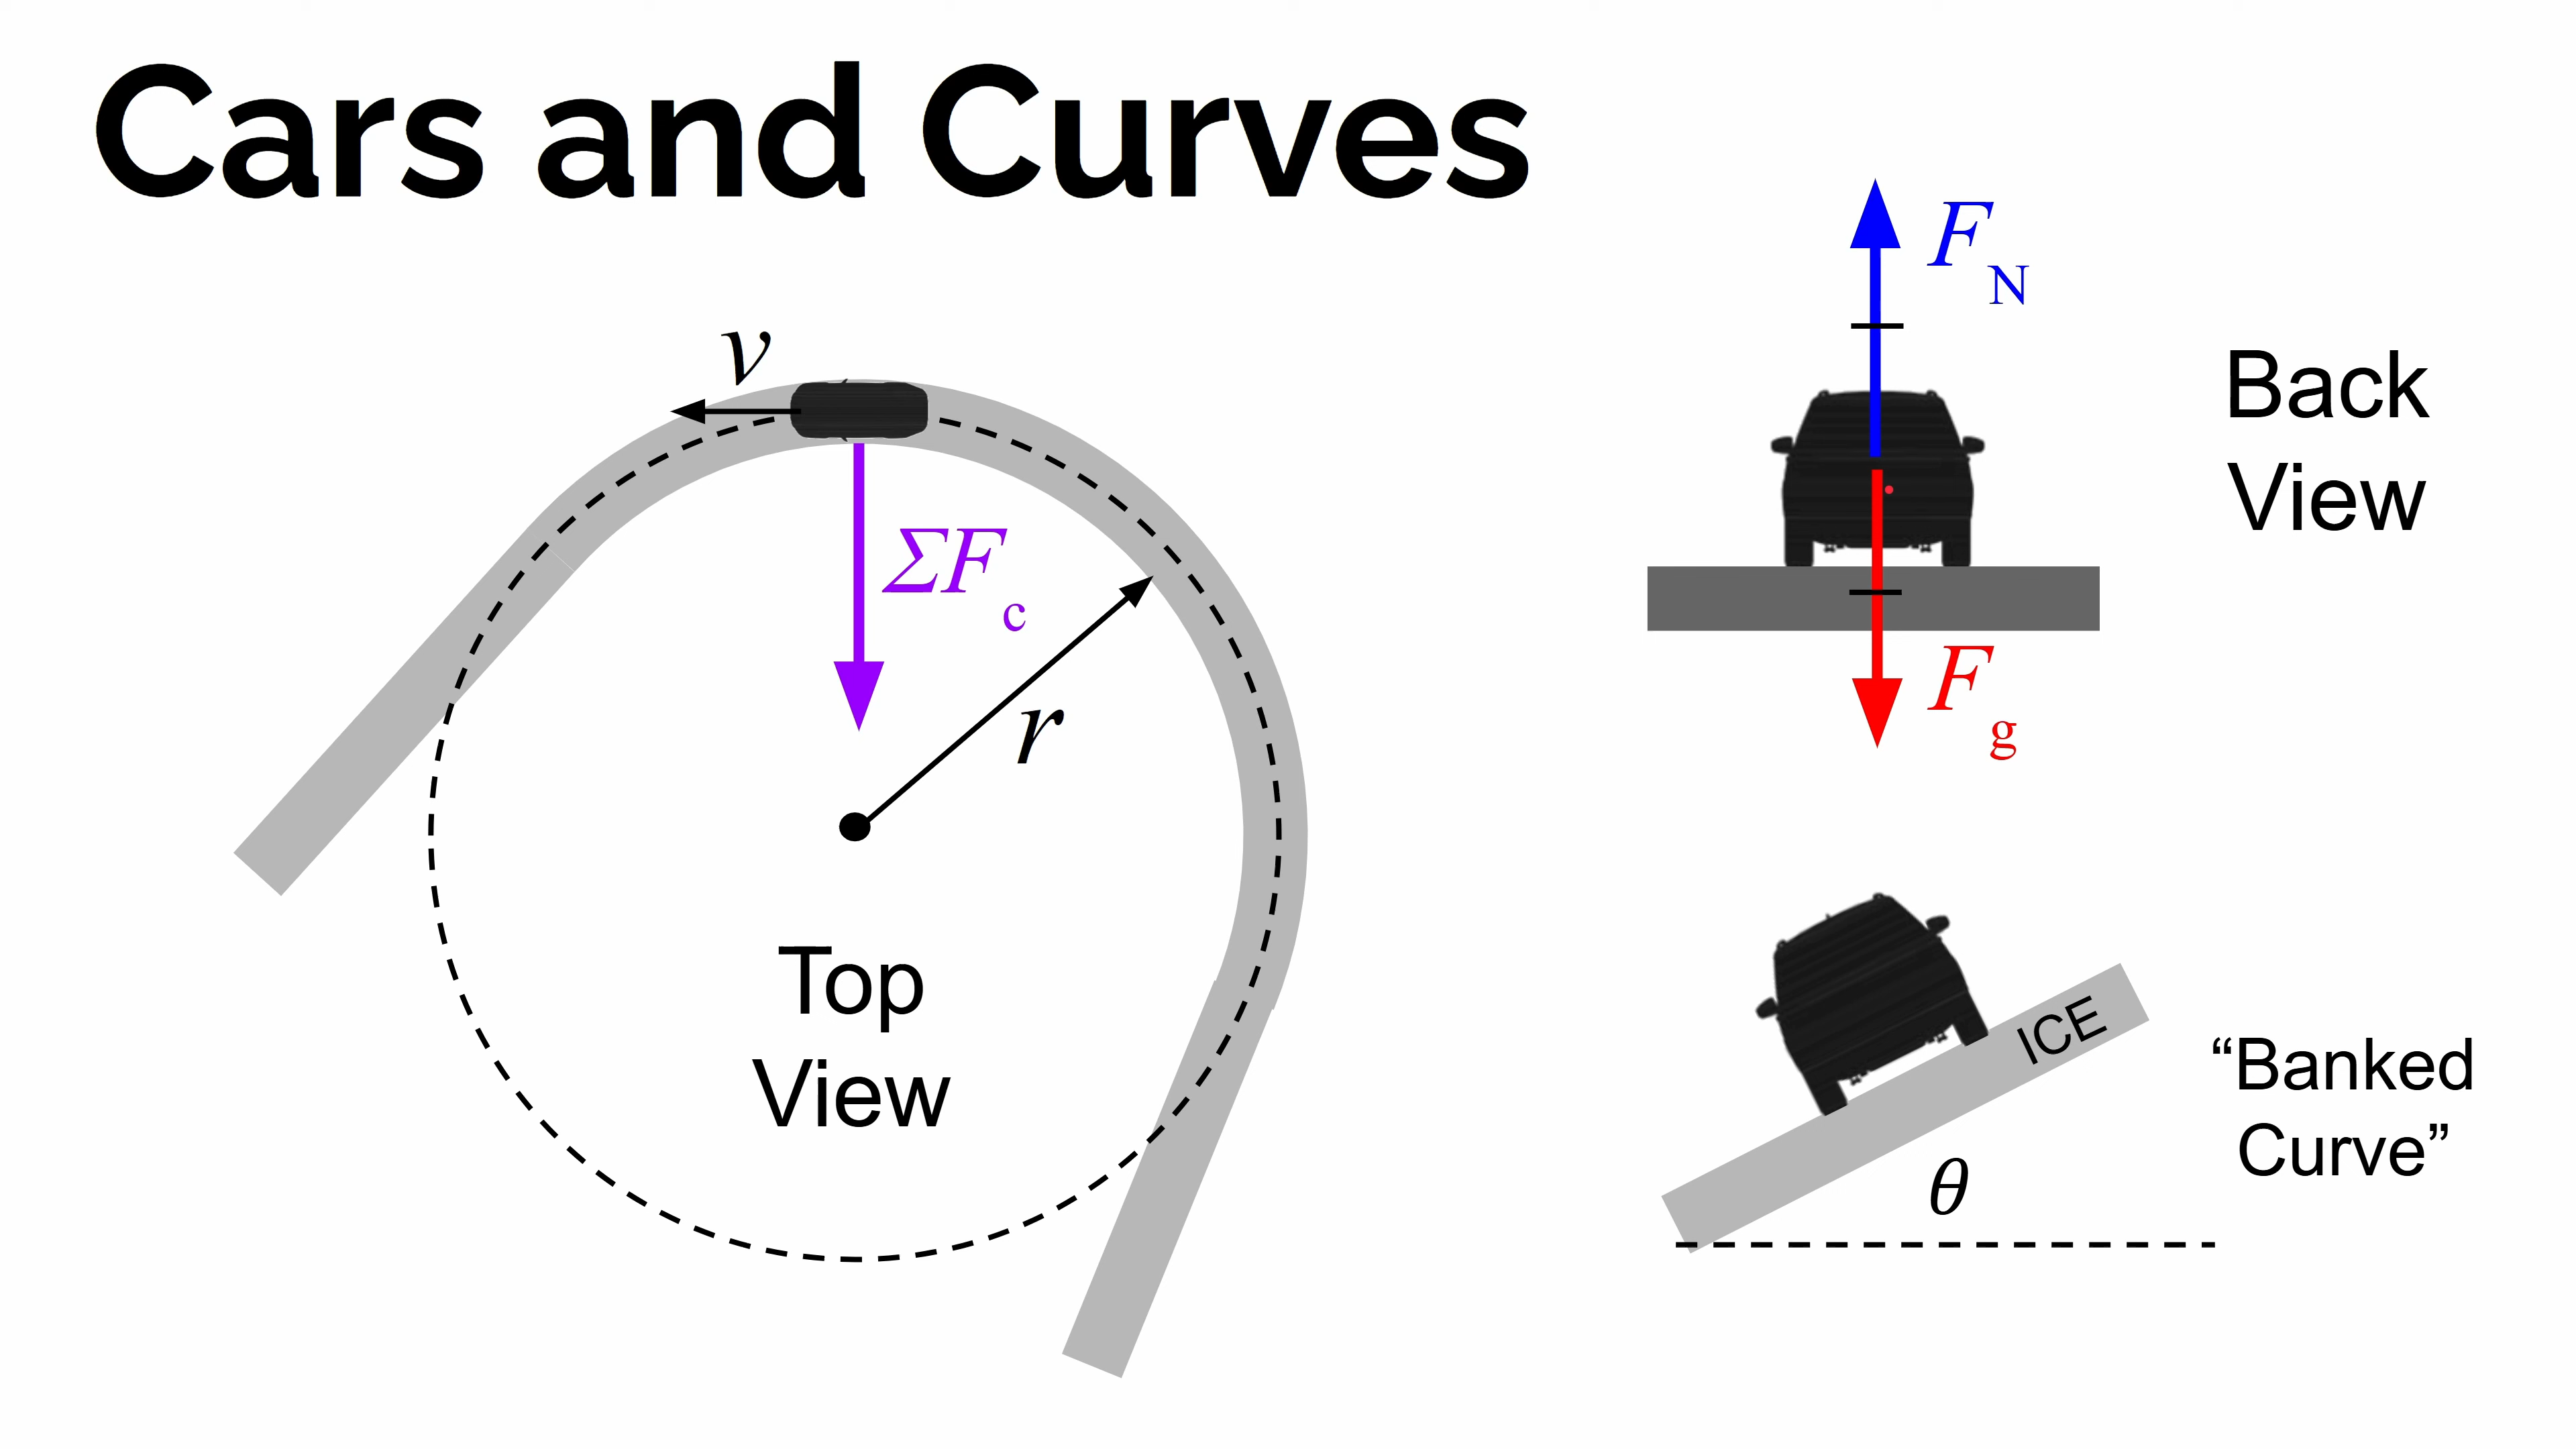 Cars and Curves
v
ΣFc
r
Top
View
FN
Back
View
Fg
ICE
“Banked
Curve”
θ